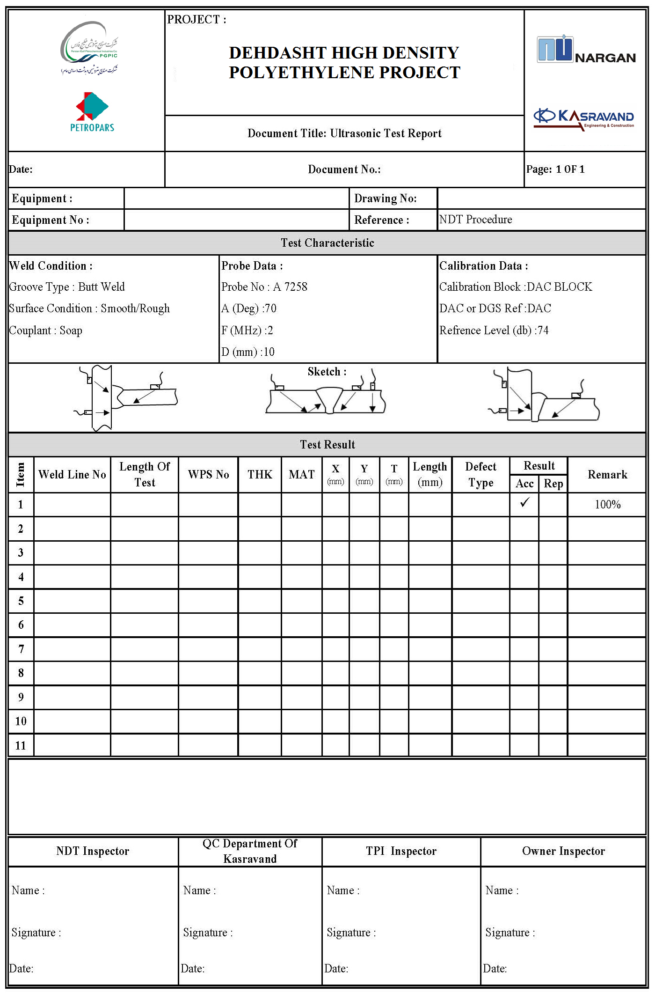 شرکت صنایع پتروشیمی خلیج فارس
Persian Gulf Petrochemical Industries Co
PGPIC
شرکت صنایع پتروشیمی دهدشت (سهامی عام)
PETROPARS
PROJECT :
DEHDASHT HIGH DENSITY
POLYETHYLENE PROJECT
Document Title: Ultrasonic Test Report
NARGAN
KASRAVAND
Engineering & Construction
Date:
Document No.:
Page: 1 OF 1
Equipment :
Drawing No:
Equipment No :
Reference :
NDT Procedure
Test Characteristic
Weld Condition :
Groove Type : Butt Weld
Surface Condition : Smooth/Rough
Couplant : Soap
Probe Data :
Probe No : A 7258
A (Deg) :70
F (MHz) :2
D (mm) :10
Calibration Data :
Calibration Block :DAC BLOCK
DAC or DGS Ref :DAC
Refrence Level (db) :74
Sketch :
Test Result
Item
Weld Line No
Length Of
Test
WPS No
THK
MAT
X
(mm)
Y
(mm)
T
(mm)
Length
(mm)
Defect
Type
Result
Acc
Rep
Remark
1
✓
100%
2
3
4
5
6
7
8
9
10
11
NDT Inspector
QC Department Of
Kasravand
TPI Inspector
Owner Inspector
Name :
Name :
Name :
Name :
Signature :
Signature :
Signature :
Signature :
Date:
Date:
Date:
Date: